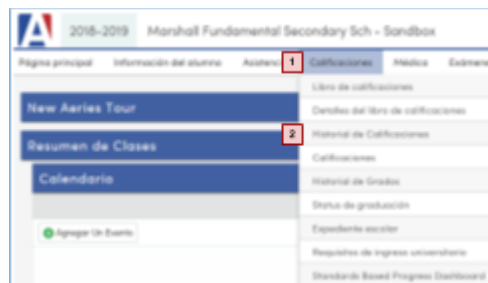 2018-2019 Marshall Fundamental Secondary Sch - Sandbox
Página principal Información del alumno 1 Calificaciones Médica
Libro de calificaciones
New Aeries Tour
Detalles del libro de calificaciones
2 Historial de Calificaciones
Resumen de Clases
Calificaciones
Calendario
Historial de Grados
Status de graduación
Agregar Un Evento
Expediente escolar
Requisitos de ingreso universitario
Standards Based Progress Dashboard